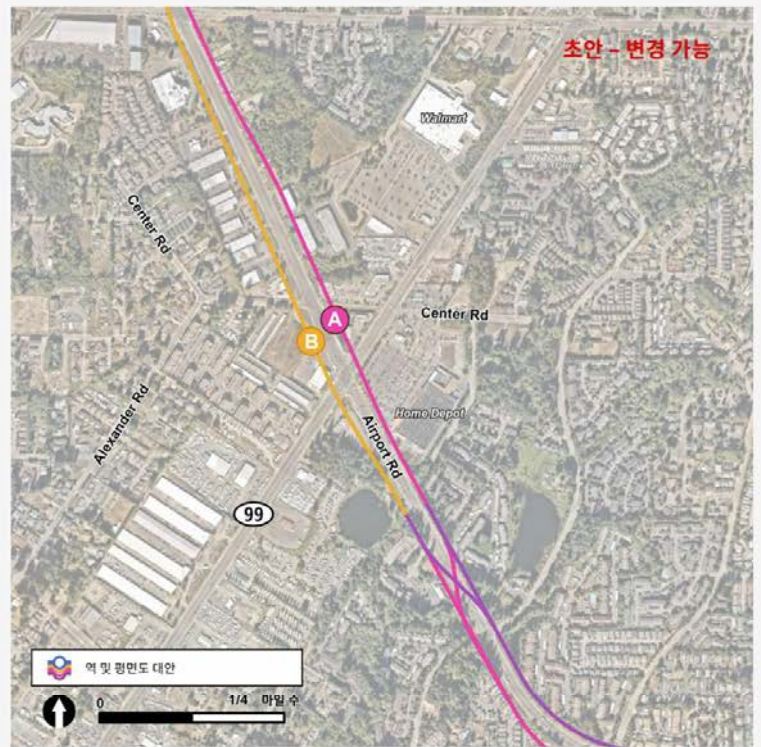 초안 – 변경 가능
Walmart
Center Rd
Center Rd
A
B
Home Depot
Airport Rd
Alexander Rd
99
역 및 평면도 대안
0 1/4 마일 수